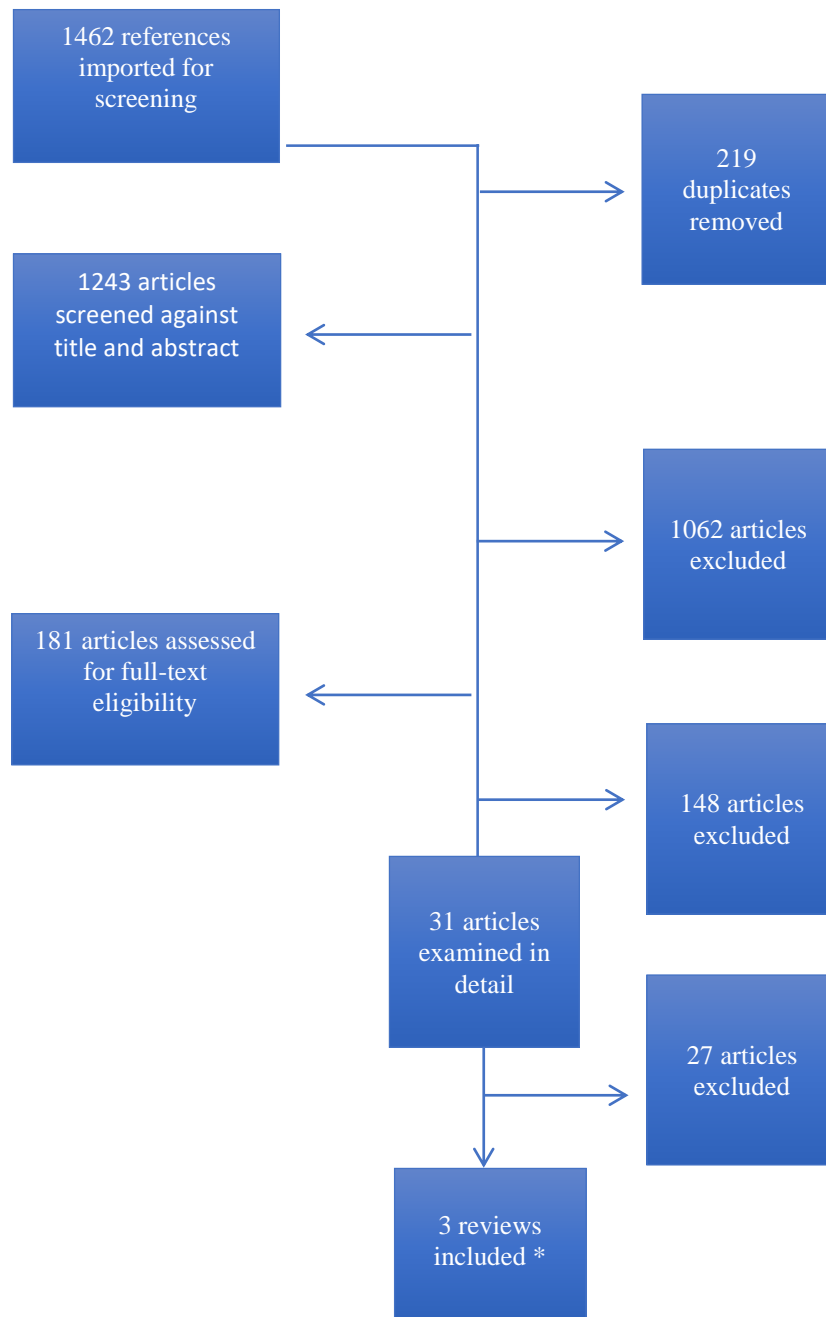 1462 references
imported for
screening
219
duplicates
removed
1243 articles
screened against
title and abstract
1062 articles
excluded
181 articles assessed
for full-text
eligibility
148 articles
excluded
31 articles
examined in
detail
27 articles
excluded
3 reviews
included *